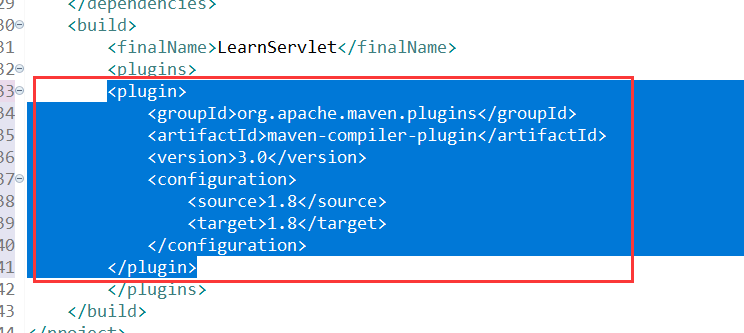 29     </dependencies>
30     <build>
31         <finalName>LearnServlet</finalName>
32         <plugins>
33         <plugin>
34             <groupId>org.apache.maven.plugins</groupId>
35             <artifactId>maven-compiler-plugin</artifactId>
36             <version>3.0</version>
37             <configuration>
38                 <source>1.8</source>
39                 <target>1.8</target>
40             </configuration>
41         </plugin>
42         </plugins>
43     </build>
44 </project>